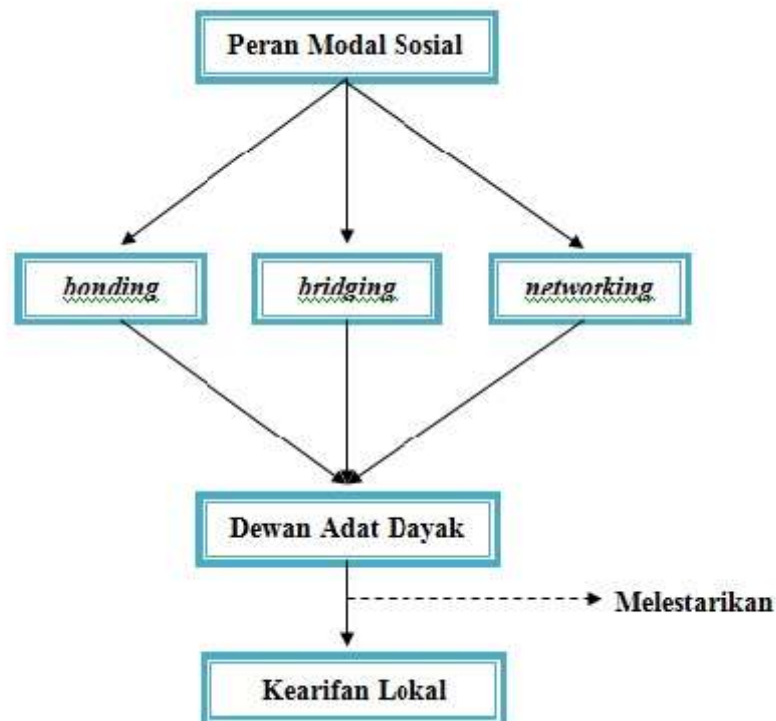 Peran Modal Sosial
bonding
bridging
networking
Dewan Adat Dayak
Melestarikan
Kearifan Lokal